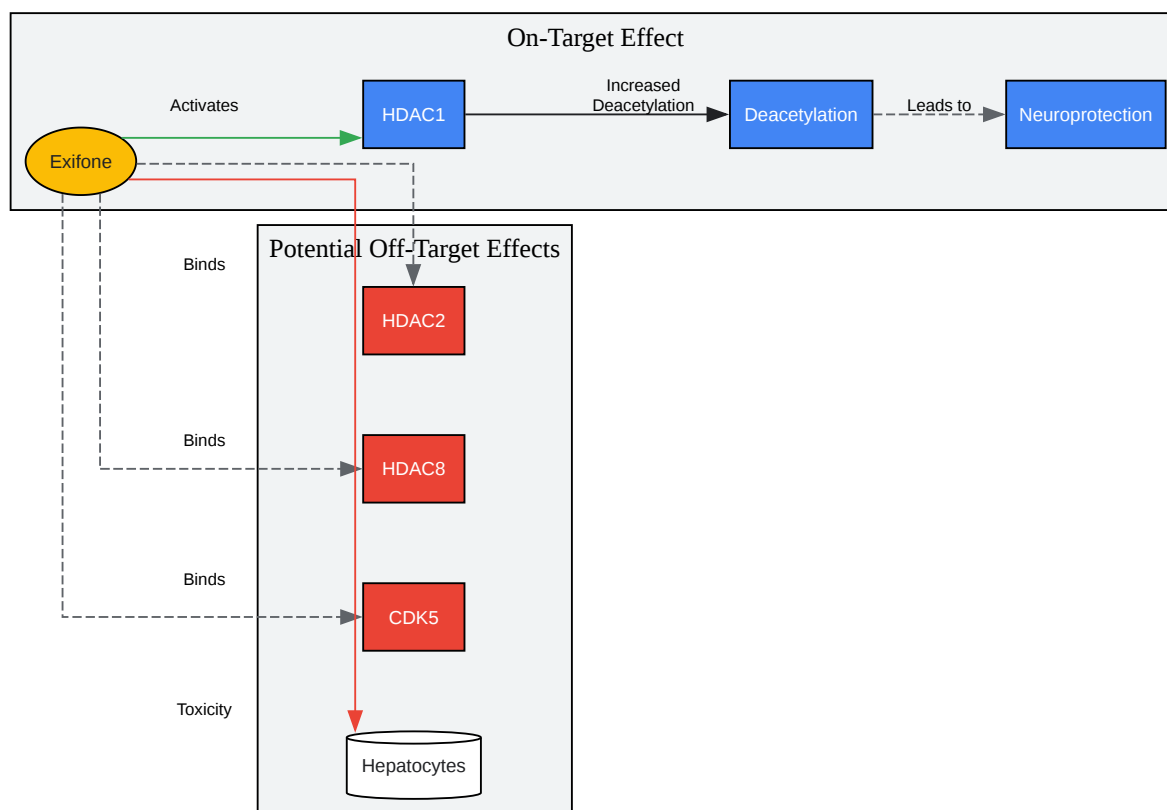 On-Target Effect
Activates
HDAC1
Increased
Deacetylation
Deacetylation
Leads to
Neuroprotection
Exifone
Potential Off-Target Effects
Binds
HDAC2
Binds
HDAC8
Binds
CDK5
Toxicity
Hepatocytes